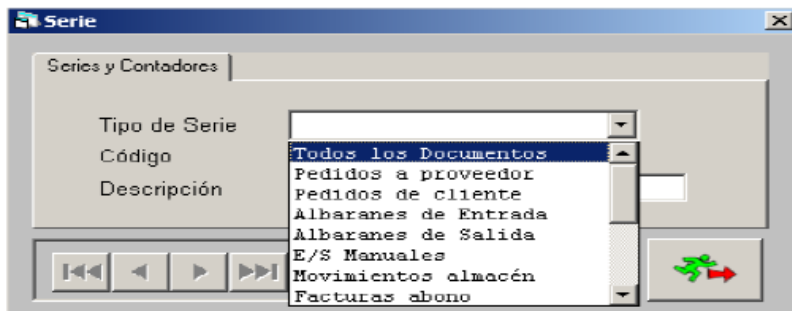 Serie
Series y Contadores
Tipo de Serie
Todos los Documentos
Código
Pedidos a proveedor
Descripción
Pedidos de cliente
Albaranes de Entrada
Albaranes de Salida
E/S Manuales
Movimientos almacén
Facturas abono